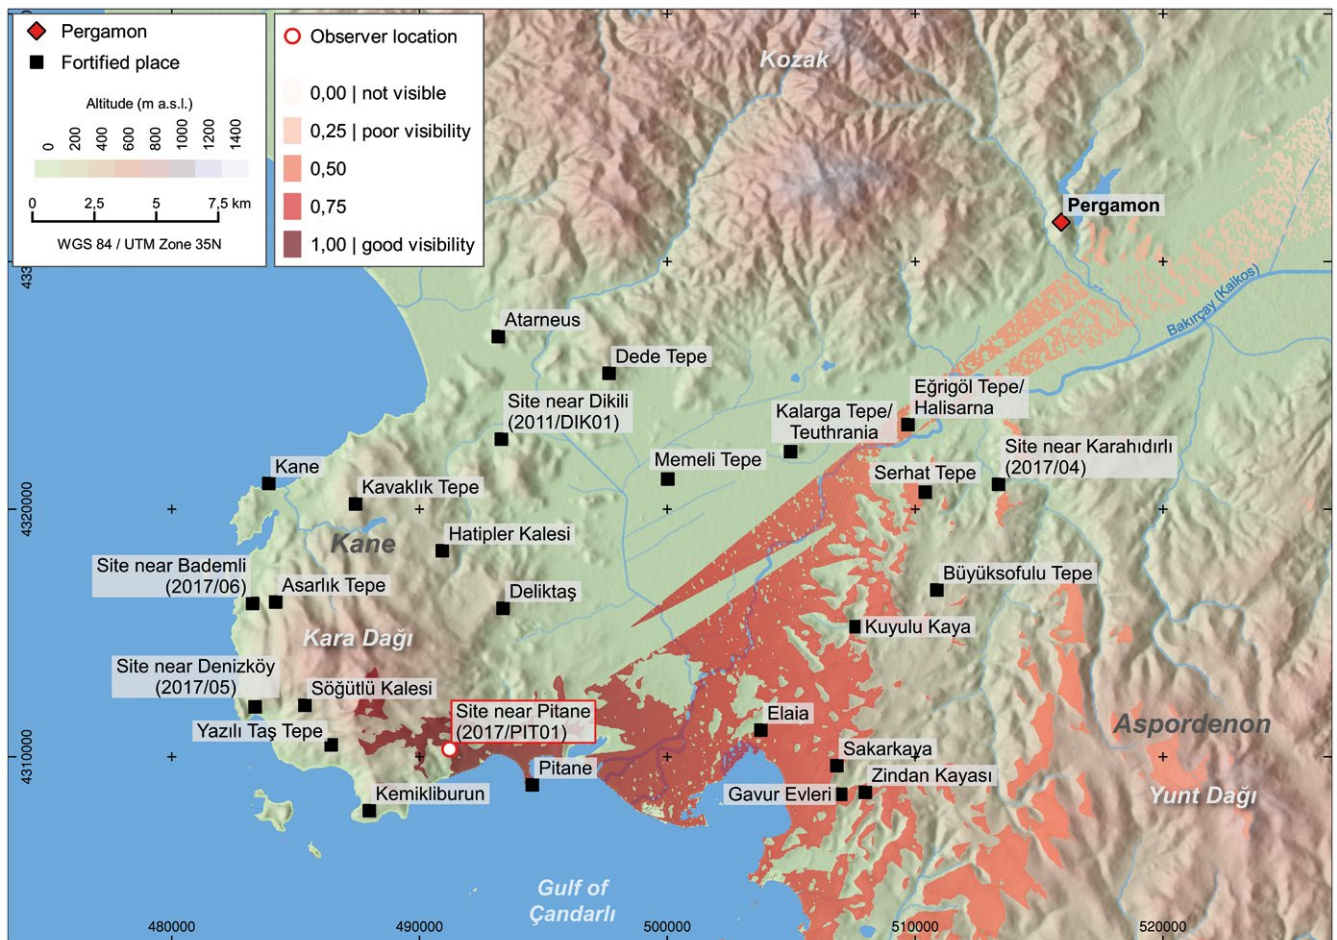 Pergamon
Fortified place
Altitude (m a.s.l.)
0 200 400 600 800 1000 1200 1400
0 2,5 5 7,5 km
WGS 84 / UTM Zone 35N
Observer location
0,00 | not visible
0,25 | poor visibility
0,50
0,75
1,00 | good visibility
Kozak
Pergamon
Bakırçay (Kaikos)
Atarneus
Dede Tepe
Site near Dikili
(2011/DIK01)
Eğrigöl Tepe/
Halisarna
Kalarga Tepe/
Teuthrania
Site near Karahıdırlı
(2017/04)
Memeli Tepe
Serhat Tepe
Kane
Kavaklık Tepe
4320000
Kane
Hatipler Kalesi
Site near Bademli
(2017/06)
Asarlık Tepe
Deliktaş
Büyüksofulu Tepe
Kuyulu Kaya
Kara Dağı
Site near Denizköy
(2017/05)
Söğütlü Kalesi
Yazılı Taş Tepe
Site near Pitane
(2017/PIT01)
Elaia
Aspordenon
4310000
Sakarkaya
Pitane
Zindan Kayası
Kemikliburun
Gavur Evleri
Yunt Dağı
Gulf of
Çandarlı
480000 490000 500000 510000 520000